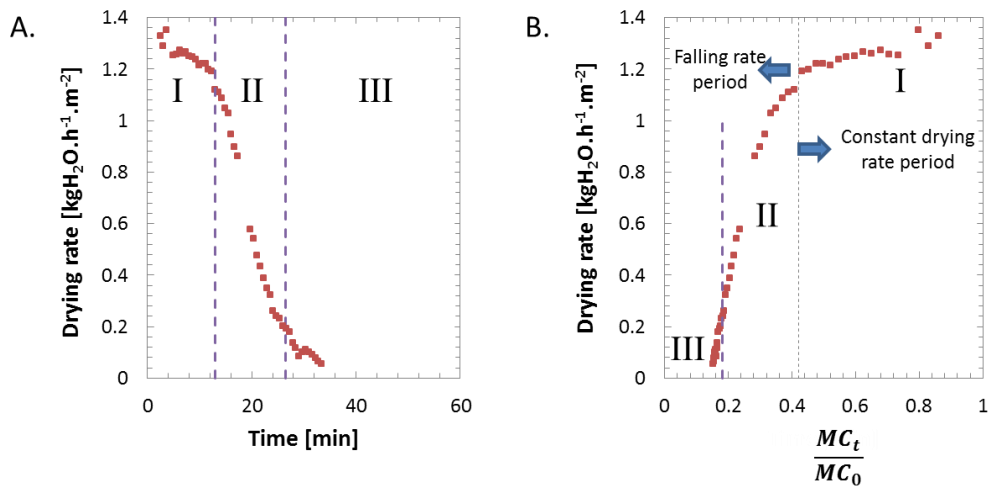 A.
Drying rate [kgH₂O.h⁻¹.m⁻²]
1.4
1.2
1
0.8
0.6
0.4
0.2
0
I
II
III
0
20
40
60
Time [min]
B.
Drying rate [kgH₂O.h⁻¹.m⁻²]
1.4
1.2
1
0.8
0.6
0.4
0.2
0
Falling rate
period
I
Constant drying
rate period
II
III
0
0.2
0.4
0.6
0.8
1
MCₜ
MC₀